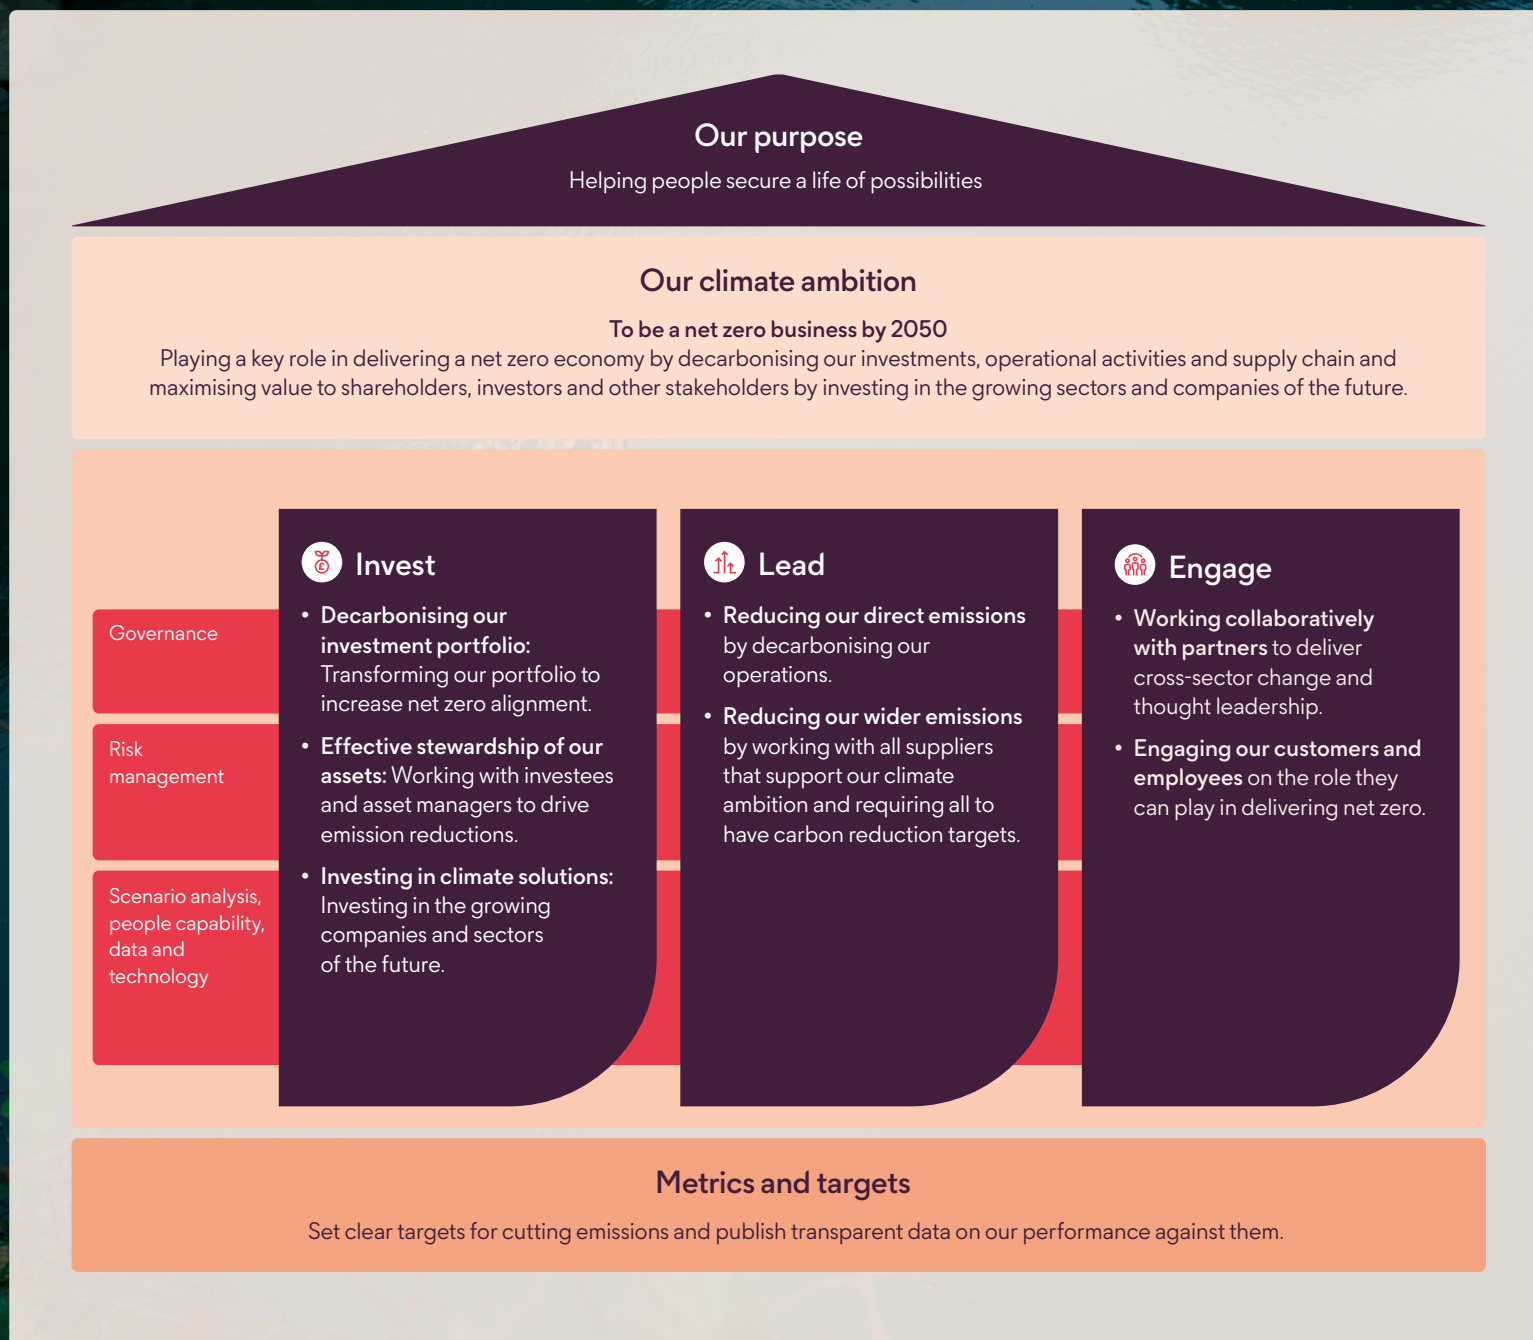 Our purpose
Helping people secure a life of possibilities
Our climate ambition
To be a net zero business by 2050
Playing a key role in delivering a net zero economy by decarbonising our investments, operational activities and supply chain and
maximising value to shareholders, investors and other stakeholders by investing in the growing sectors and companies of the future.
Governance
Risk
management
Scenario analysis,
people capability,
data and
technology
Invest
• Decarbonising our
investment portfolio:
Transforming our portfolio to
increase net zero alignment.
• Effective stewardship of our
assets: Working with investees
and asset managers to drive
emission reductions.
• Investing in climate solutions:
Investing in the growing
companies and sectors
of the future.
Lead
• Reducing our direct emissions
by decarbonising our
operations.
• Reducing our wider emissions
by working with all suppliers
that support our climate
ambition and requiring all to
have carbon reduction targets.
Engage
• Working collaboratively
with partners to deliver
cross-sector change and
thought leadership.
• Engaging our customers and
employees on the role they
can play in delivering net zero.
Metrics and targets
Set clear targets for cutting emissions and publish transparent data on our performance against them.